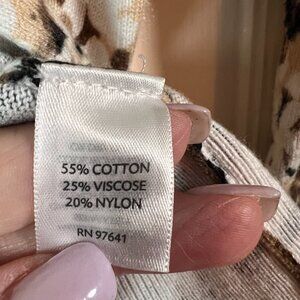 55% COTTON
25% VISCOSE
20% NYLON
RN 97641